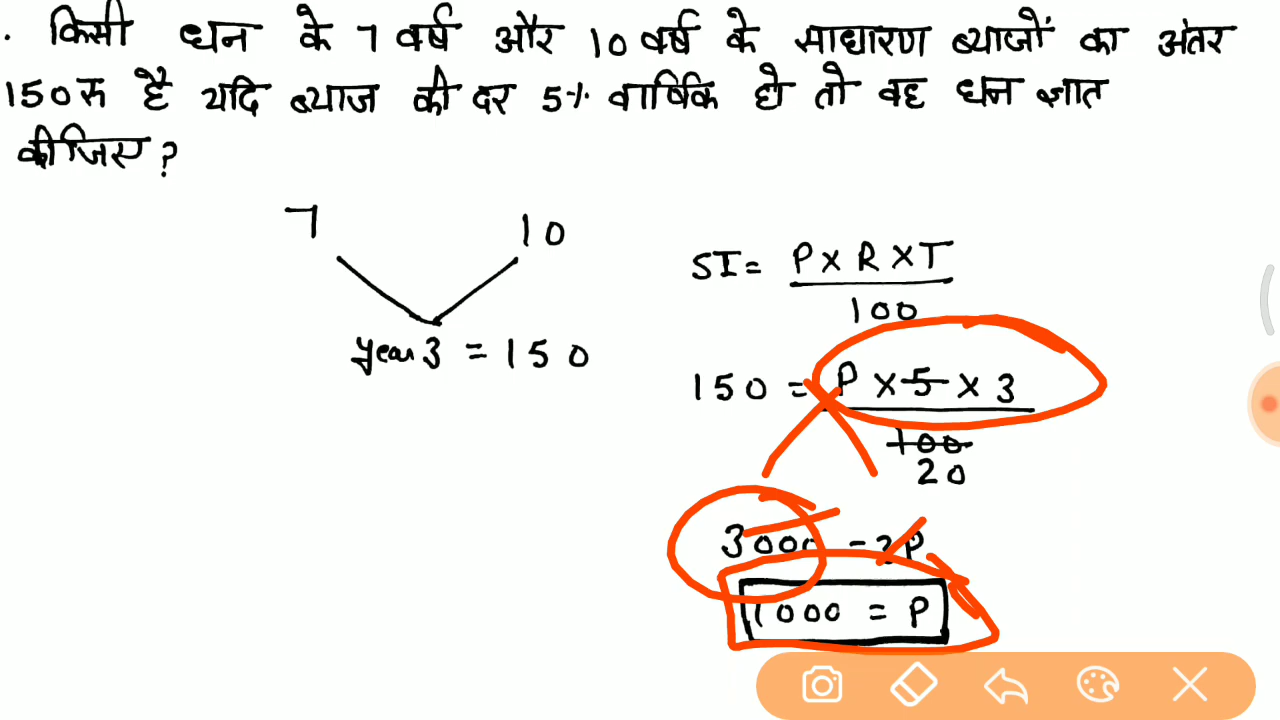 . किसी धन के 7 वर्ष और 10 वर्ष के साधारण ब्याजों का अंतर
150 रु है यदि ब्याज की दर 5% वार्षिक हो तो वह धन ज्ञात
कीजिए ?
7 10
year 3 = 150
SI = P × R × T
100
150 = P × 5 × 3
100
20
3000 = 3P
1000 = P